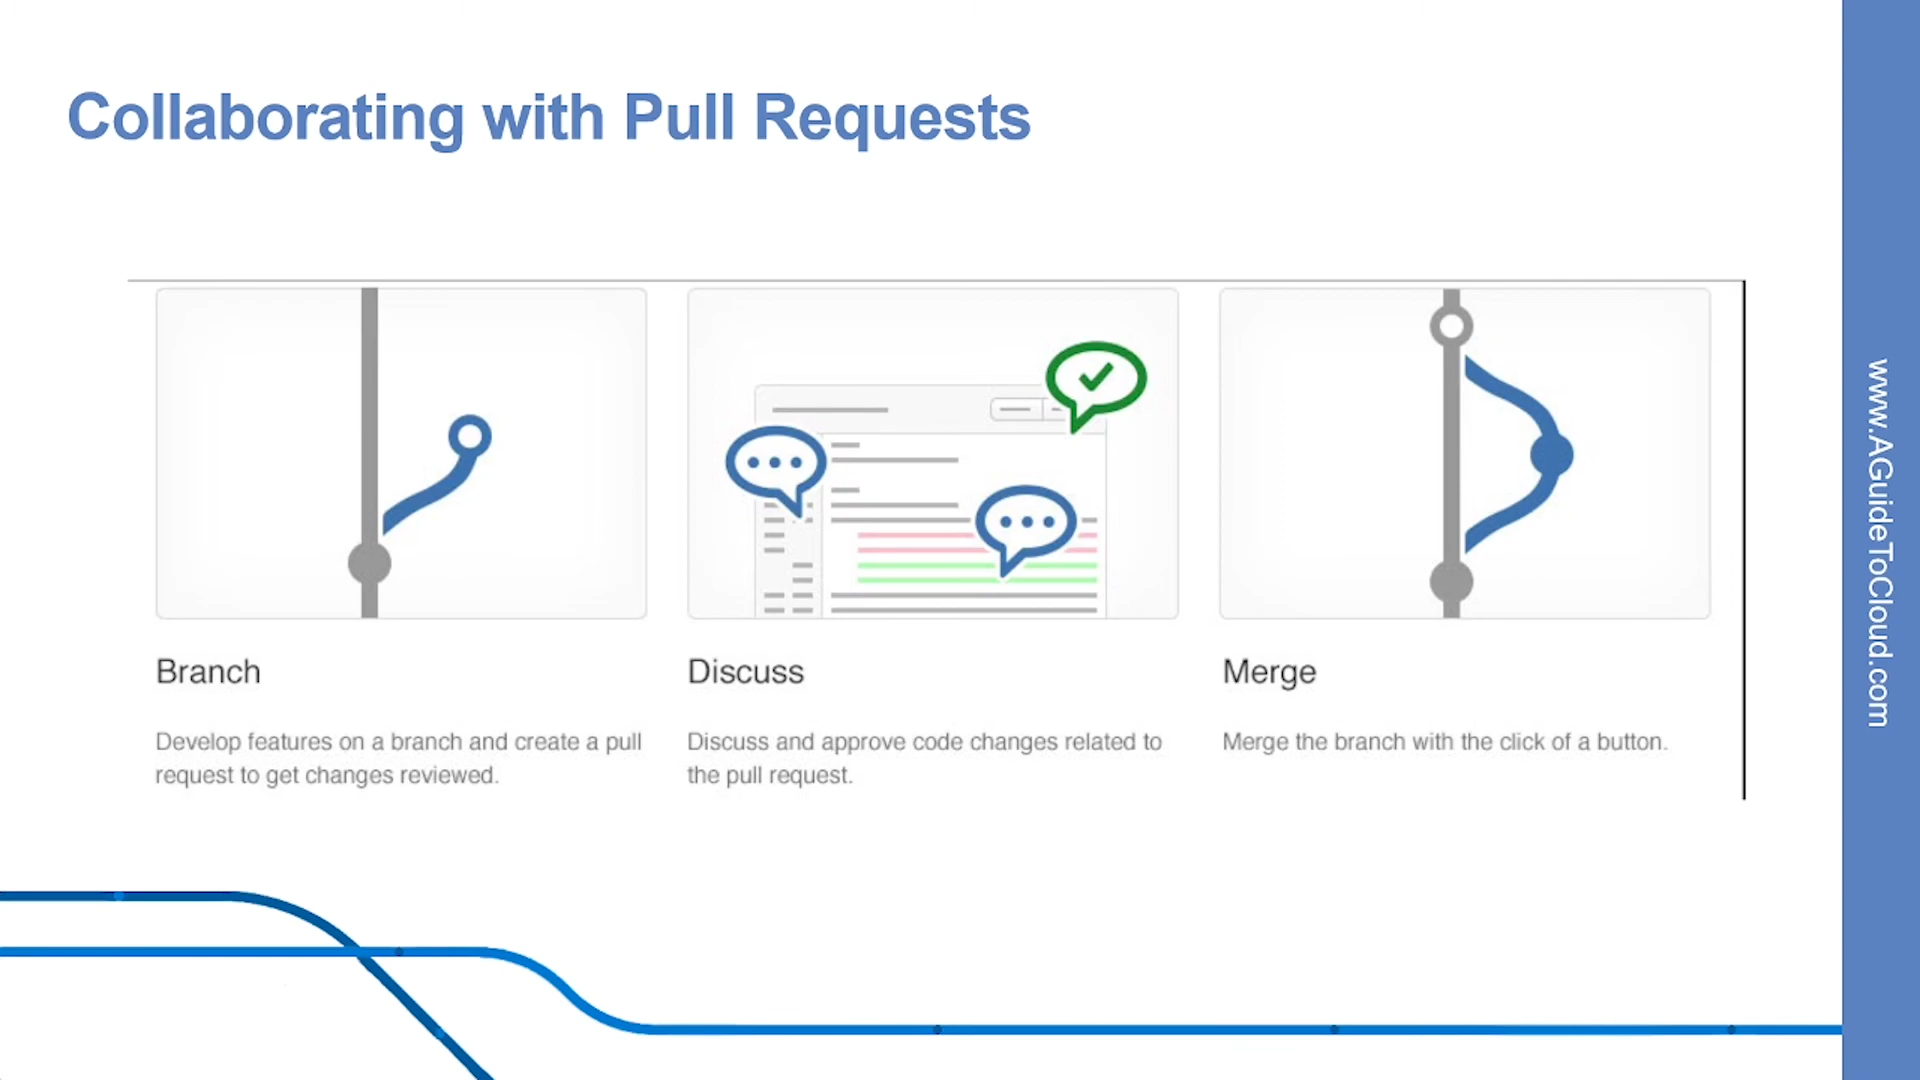 Collaborating with Pull Requests
Branch
Develop features on a branch and create a pull
request to get changes reviewed.
Discuss
Discuss and approve code changes related to
the pull request.
Merge
Merge the branch with the click of a button.
www.AGuideToCloud.com